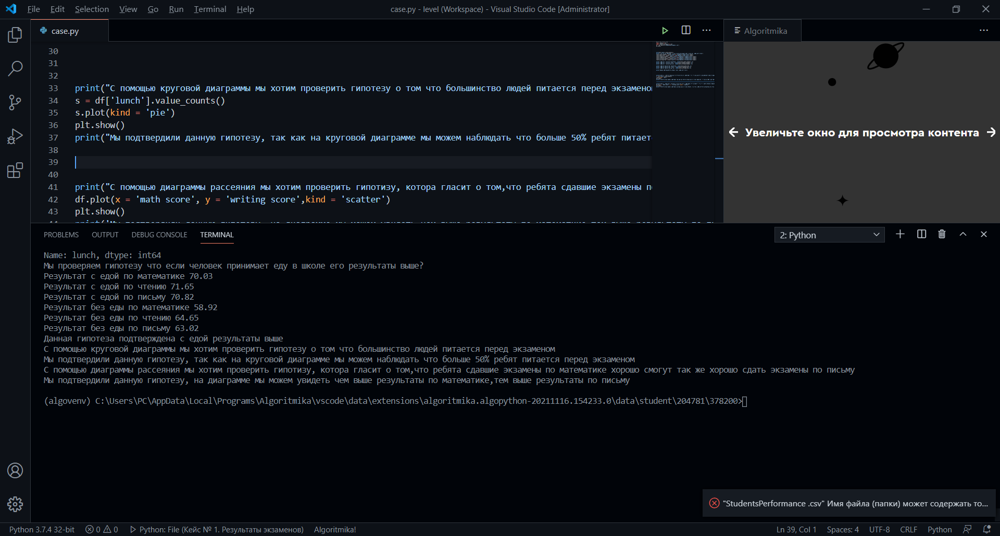 File Edit Selection View Go Run Terminal Help
case.py - level (Workspace) - Visual Studio Code [Administrator]
case.py
Algoritmika
30
31
32
33 print("С помощью круговой диаграммы мы хотим проверить гипотезу о том что большинство людей питается перед экзаменом
34 s = df['lunch'].value_counts()
35 s.plot(kind = 'pie')
36 plt.show()
37 print("Мы подтвердили данную гипотезу, так как на круговой диаграмме мы можем наблюдать что больше 50% ребят питает
38
39
40
41 print("С помощью диаграммы рассеяния мы хотим проверить гипотизу, котора гласит о том,что ребята сдавшие экзамены п
42 df.plot(x = 'math score', y = 'writing score',kind = 'scatter')
43 plt.show()
← Увеличьте окно для просмотра контента →
PROBLEMS OUTPUT DEBUG CONSOLE TERMINAL
2: Python
Name: lunch, dtype: int64
Мы проверяем гипотезу что если человек принимает еду в школе его результаты выше?
Результат с едой по математике 70.03
Результат с едой по чтению 71.65
Результат с едой по письму 70.82
Результат без еды по математике 58.92
Результат без еды по чтению 64.65
Результат без еды по письму 63.02
Данная гипотеза подтверждена с едой результаты выше
С помощью круговой диаграммы мы хотим проверить гипотезу о том что большинство людей питается перед экзаменом
Мы подтвердили данную гипотезу, так как на круговой диаграмме мы можем наблюдать что больше 50% ребят питается перед экзаменом
С помощью диаграммы рассеяния мы хотим проверить гипотизу, котора гласит о том,что ребята сдавшие экзамены по математике хорошо смогут так же хорошо сдать экзамены по письму
Мы подтвердили данную гипотезу, на диаграмме мы можем увидеть чем выше результаты по математике,тем выше результаты по письму
(algovenv) C:\Users\PC\AppData\Local\Programs\Algoritmika\vscode\data\extensions\algoritmika.algopython-20211116.154233.0\data\student\204781\378200>
"StudentsPerformance .csv" Имя файла (папки) может содержать то...
Python 3.7.4 32-bit 0 0 Python: File (Кейс № 1. Результаты экзаменов) Algoritmika!
Ln 39, Col 1 Spaces: 4 UTF-8 CRLF Python